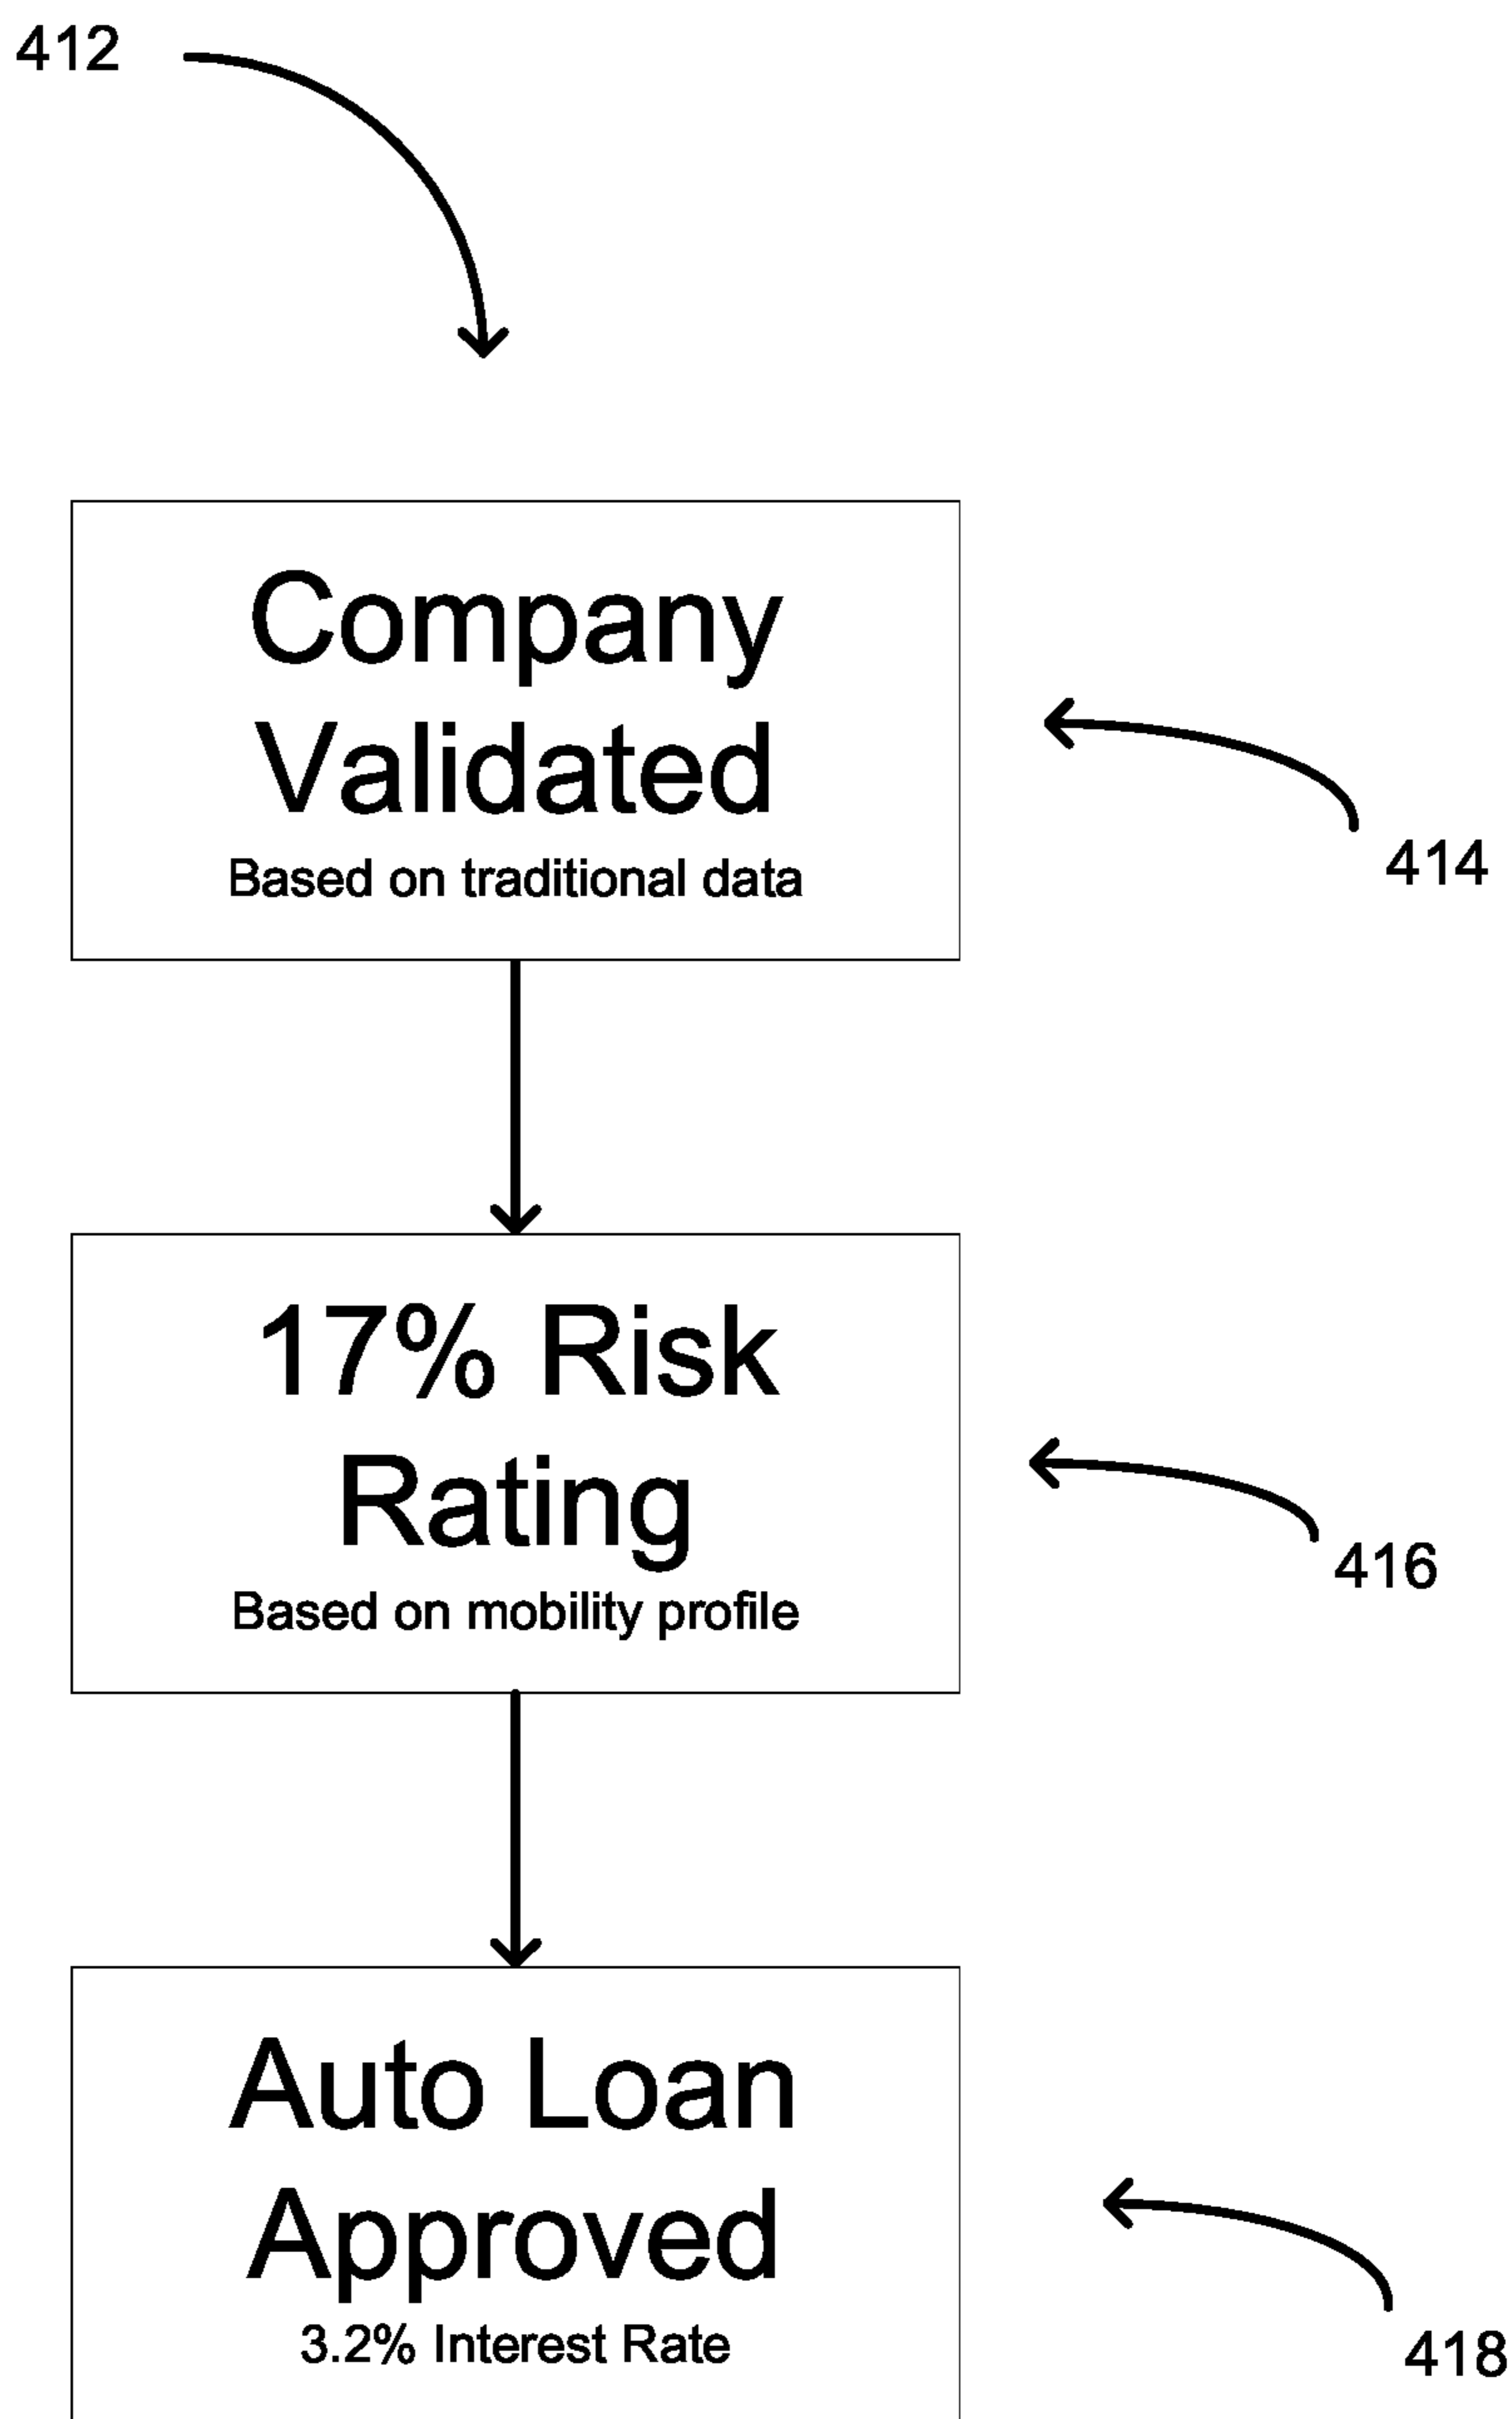 412
Company
Validated
Based on traditional data
414
17% Risk
Rating
Based on mobility profile
416
Auto Loan
Approved
3.2% Interest Rate
418